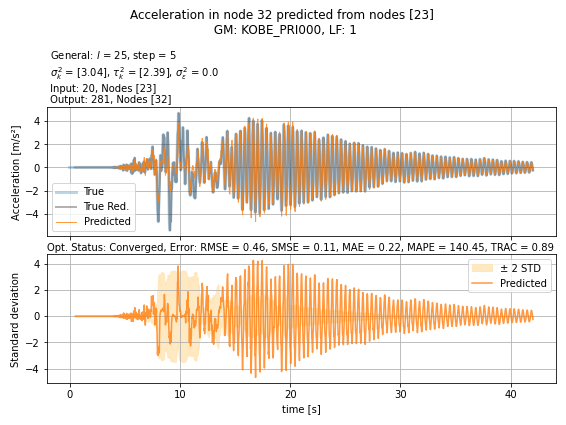 Acceleration in node 32 predicted from nodes [23]
GM: KOBE_PRI000, LF: 1
General: l = 25, step = 5
σ²ₖ = [3.04], τ²ₖ = [2.39], σ²ε = 0.0
Input: 20, Nodes [23]
Output: 281, Nodes [32]
Acceleration [m/s²]
4
2
0
−2
−4
True
True Red.
Predicted
Opt. Status: Converged, Error: RMSE = 0.46, SMSE = 0.11, MAE = 0.22, MAPE = 140.45, TRAC = 0.89
Standard deviation
4
2
0
−2
−4
± 2 STD
Predicted
0 10 20 30 40
time [s]